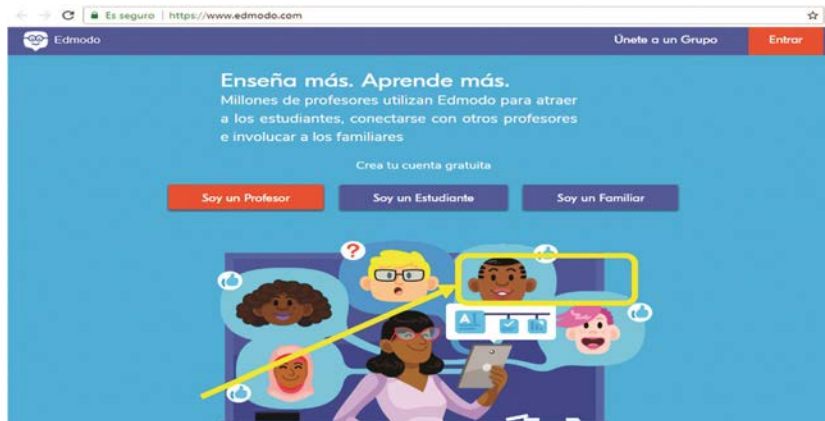 Es seguro | https://www.edmodo.com
Edmodo
Únete a un Grupo
Entrar
Enseña más. Aprende más.
Millones de profesores utilizan Edmodo para atraer
a los estudiantes, conectarse con otros profesores
e involucar a los familiares
Crea tu cuenta gratuita
Soy un Profesor
Soy un Estudiante
Soy un Familiar
?
A